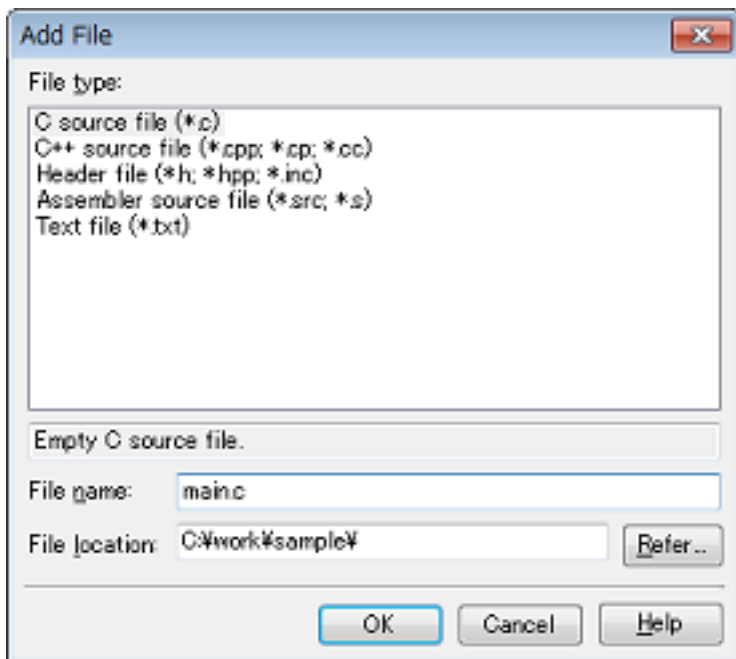 Add File
File type:
C source file (*.c)
C++ source file (*.cpp; *.cp; *.cc)
Header file (*.h; *.hpp; *.inc)
Assembler source file (*.src; *.s)
Text file (*.txt)
Empty C source file.
File name: main.c
File location: C:¥work¥sample¥ Refer...
OK Cancel Help